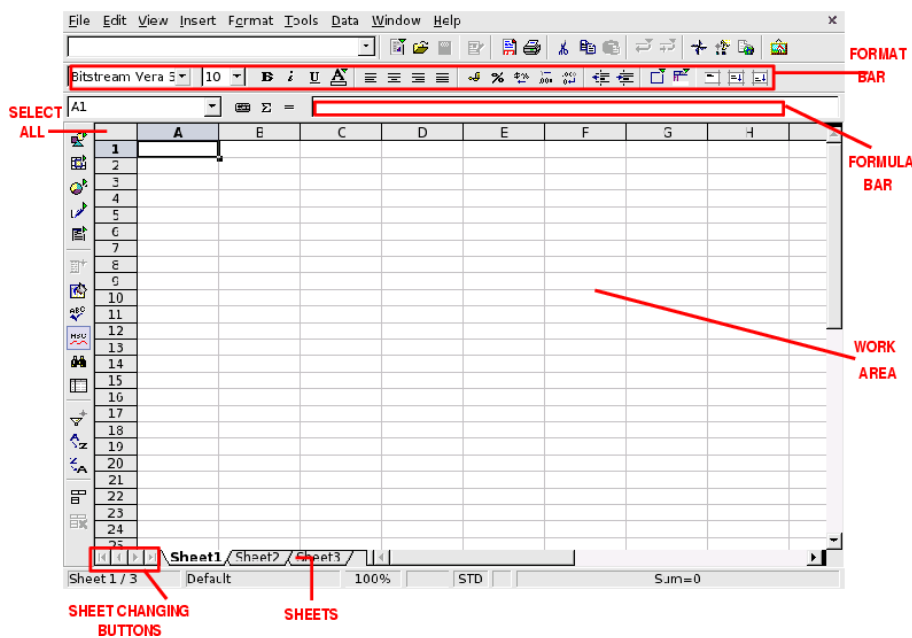 File Edit View Insert Format Tools Data Window Help
FORMAT
BAR
Bitstream Vera S 10 B i U A
SELECT
ALL
A1 Σ =
FORMULA
BAR
A B C D E F G H
1
2
3
4
5
6
7
8
9
10
11
12
13
14
15
16
17
18
19
20
21
22
23
24
25
ABC
WORK
AREA
Sheet1 Sheet2 Sheet3
Sheet 1 / 3 Default 100% STD Sum=0
SHEET CHANGING
BUTTONS
SHEETS